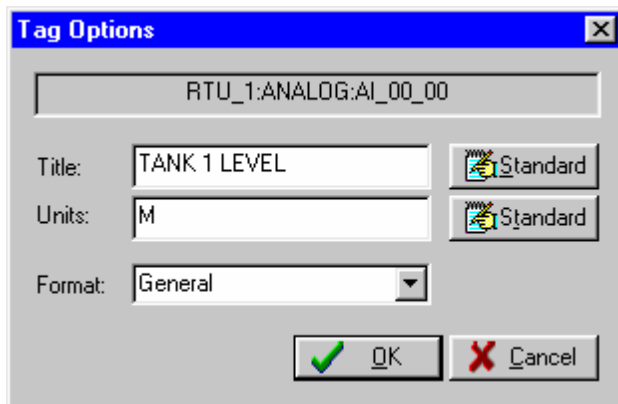 Tag Options
RTU_1:ANALOG:AI_00_00
Title: TANK 1 LEVEL Standard
Units: M Standard
Format: General
OK Cancel